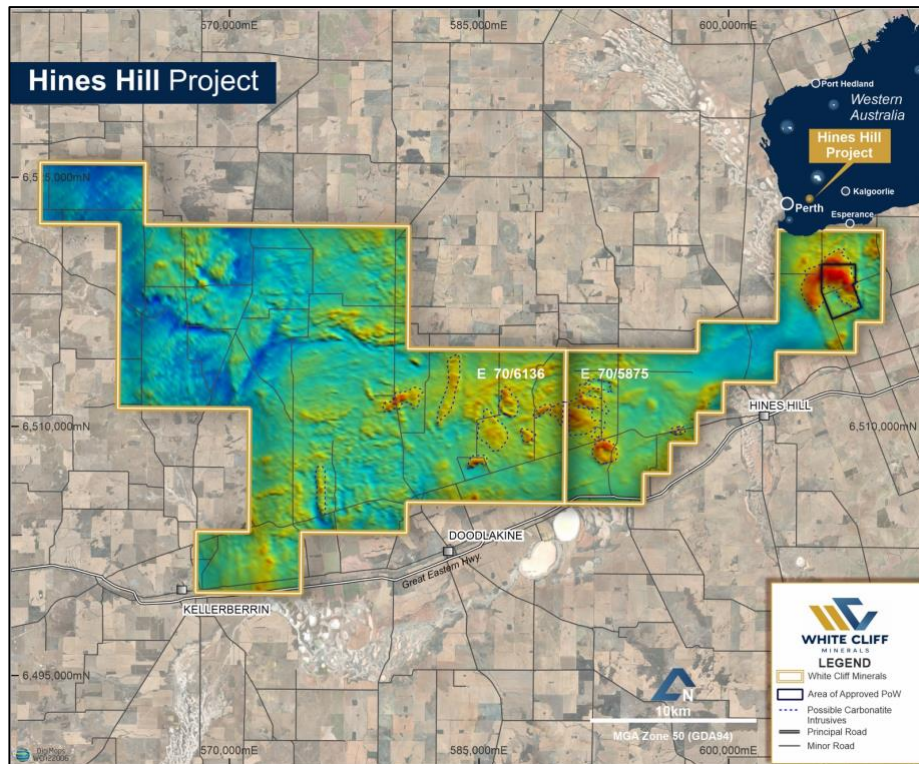 570,000mE
585,000mE
600,000mE
Hines Hill Project
Port Hedland
Western
Australia
Hines Hill
Project
Kalgoorlie
Perth
Esperance
E 70/6136
E 70/5875
HINES HILL
6,510,000mN
6,510,000mN
DOODLAKINE
Great Eastern Hwy.
KELLERBERRIN
6,495,000mN
WHITE CLIFF
MINERALS
LEGEND
White Cliff Minerals
Area of Approved PoW
Possible Carbonatite
Intrusives
Principal Road
Minor Road
N
10km
MGA Zone 50 (GDA94)
DigiMaps
570,000mE
585,000mE
600,000mE